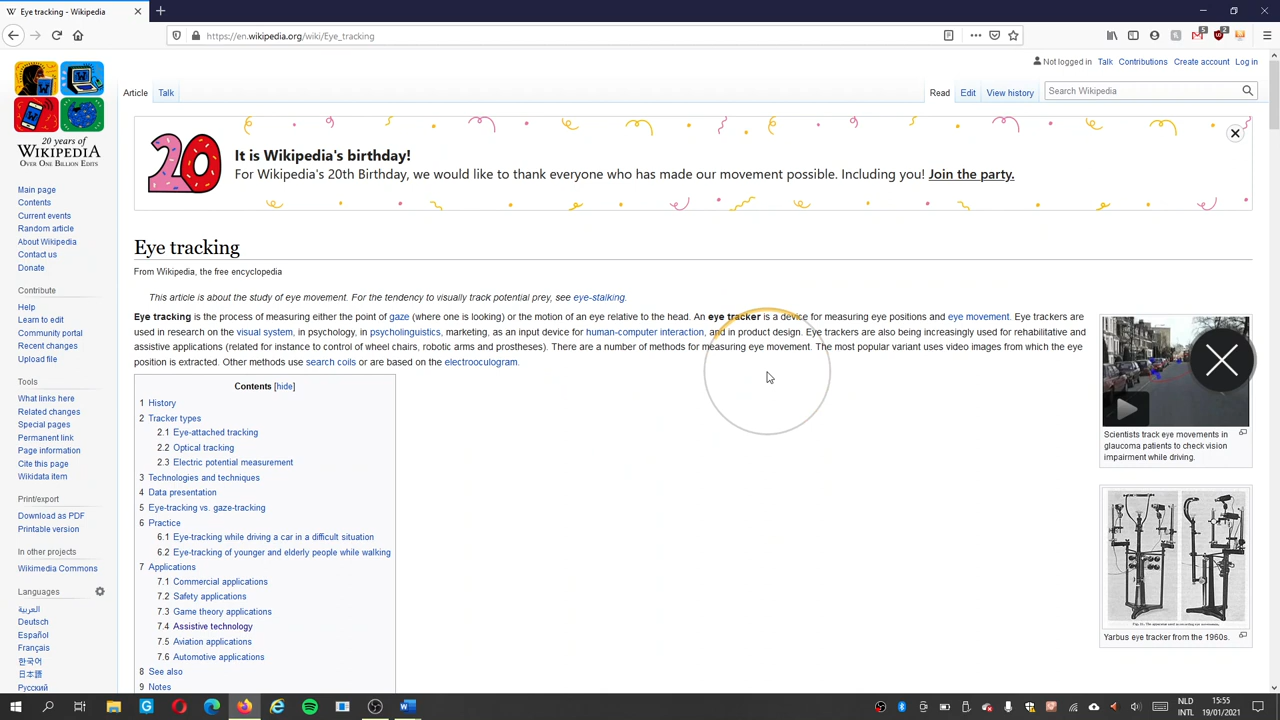 Eye tracking - Wikipedia
https://en.wikipedia.org/wiki/Eye_tracking
Not logged in Talk Contributions Create account Log in
Article Talk
Read Edit View history
Search Wikipedia
20 years of
WIKIPEDIA
OVER ONE BILLION EDITS
Main page
Contents
Current events
Random article
About Wikipedia
Contact us
Donate
Contribute
Help
Learn to edit
Community portal
Recent changes
Upload file
Tools
What links here
Related changes
Special pages
Permanent link
Page information
Cite this page
Wikidata item
Print/export
Download as PDF
Printable version
In other projects
Wikimedia Commons
Languages
العربية
Deutsch
Español
Français
한국어
日本語
Русский
20
It is Wikipedia's birthday!
For Wikipedia's 20th Birthday, we would like to thank everyone who has made our movement possible. Including you! Join the party.
Eye tracking
From Wikipedia, the free encyclopedia
This article is about the study of eye movement. For the tendency to visually track potential prey, see eye-stalking.
Eye tracking is the process of measuring either the point of gaze (where one is looking) or the motion of an eye relative to the head. An eye tracker is a device for measuring eye positions and eye movement. Eye trackers are
used in research on the visual system, in psychology, in psycholinguistics, marketing, as an input device for human-computer interaction, and in product design. Eye trackers are also being increasingly used for rehabilitative and
assistive applications (related for instance to control of wheel chairs, robotic arms and prostheses). There are a number of methods for measuring eye movement. The most popular variant uses video images from which the eye
position is extracted. Other methods use search coils or are based on the electrooculogram.
Contents [hide]
1 History
2 Tracker types
2.1 Eye-attached tracking
2.2 Optical tracking
2.3 Electric potential measurement
3 Technologies and techniques
4 Data presentation
5 Eye-tracking vs. gaze-tracking
6 Practice
6.1 Eye-tracking while driving a car in a difficult situation
6.2 Eye-tracking of younger and elderly people while walking
7 Applications
7.1 Commercial applications
7.2 Safety applications
7.3 Game theory applications
7.4 Assistive technology
7.5 Aviation applications
7.6 Automotive applications
8 See also
9 Notes
Scientists track eye movements in
glaucoma patients to check vision
impairment while driving.
Yarbus eye tracker from the 1960s.
NLD
INTL
15:55
19/01/2021